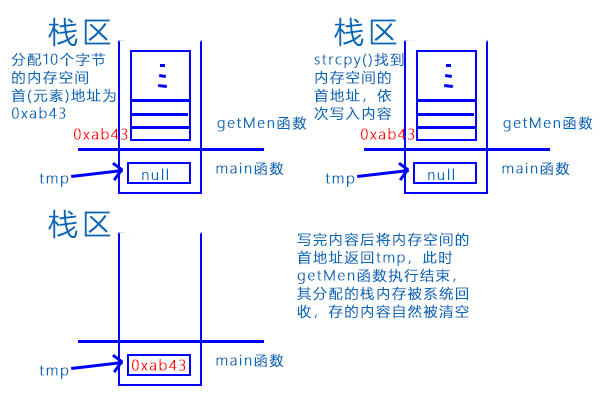 栈区
分配10个字节
的内存空间
首(元素)地址为
0xab43
0xab43
getMen函数
main函数
tmp
null
栈区
strcpy()找到
内存空间的
首地址，依
次写入内容
0xab43
getMen函数
main函数
tmp
null
栈区
0xab43
main函数
tmp
写完内容后将内存空间的
首地址返回tmp，此时
getMen函数执行结束，
其分配的栈内存被系统回
收，存的内容自然被清空